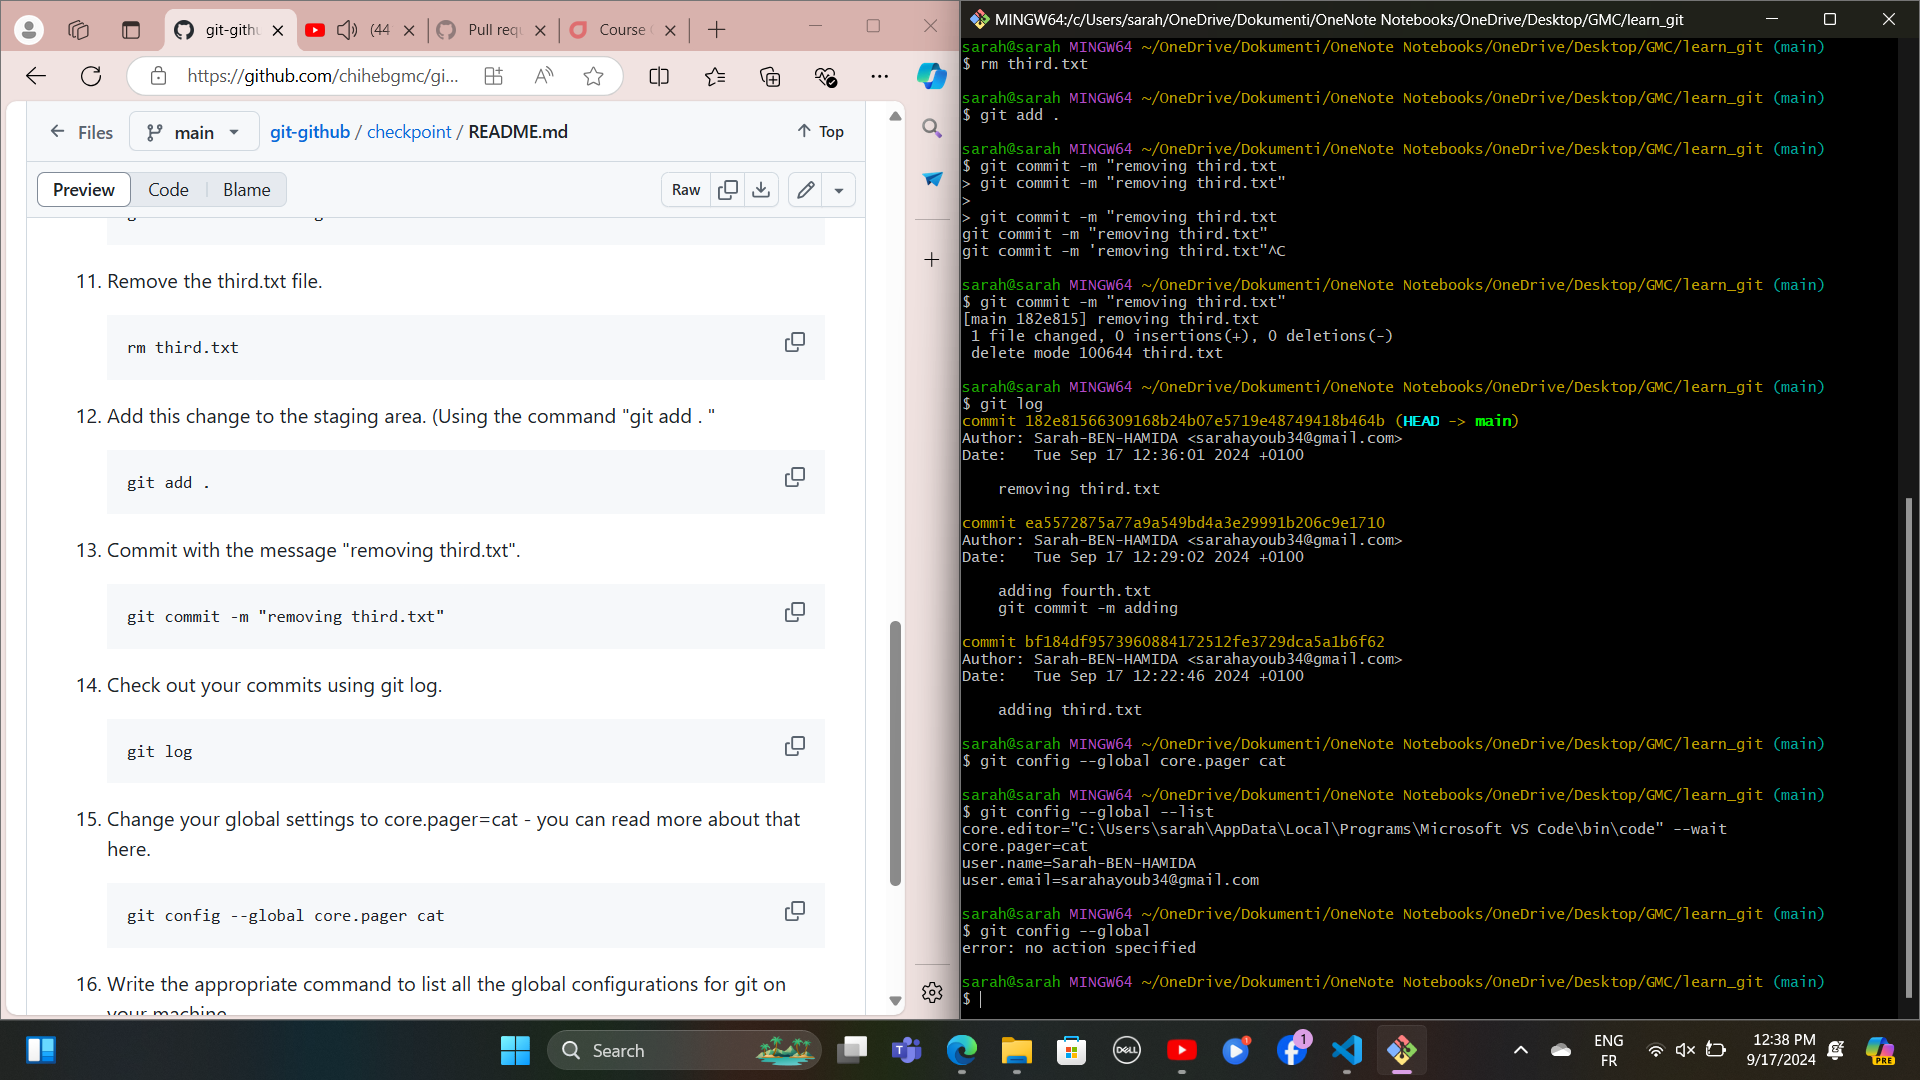 git-githu
(44
Pull requ
Course
https://github.com/chihebgmc/gi...
Files
main
git-github / checkpoint / README.md
Top
Preview
Code
Blame
Raw
11. Remove the third.txt file.
rm third.txt
12. Add this change to the staging area. (Using the command "git add . "
git add .
13. Commit with the message "removing third.txt".
git commit -m "removing third.txt"
14. Check out your commits using git log.
git log
15. Change your global settings to core.pager=cat - you can read more about that
here.
git config --global core.pager cat
16. Write the appropriate command to list all the global configurations for git on
your machine
MINGW64:/c/Users/sarah/OneDrive/Dokumenti/OneNote Notebooks/OneDrive/Desktop/GMC/learn_git
sarah@sarah MINGW64 ~/OneDrive/Dokumenti/OneNote Notebooks/OneDrive/Desktop/GMC/learn_git (main)
$ rm third.txt
sarah@sarah MINGW64 ~/OneDrive/Dokumenti/OneNote Notebooks/OneDrive/Desktop/GMC/learn_git (main)
$ git add .
sarah@sarah MINGW64 ~/OneDrive/Dokumenti/OneNote Notebooks/OneDrive/Desktop/GMC/learn_git (main)
$ git commit -m "removing third.txt
> git commit -m "removing third.txt"
>
> git commit -m "removing third.txt
git commit -m "removing third.txt"
git commit -m 'removing third.txt"^C
sarah@sarah MINGW64 ~/OneDrive/Dokumenti/OneNote Notebooks/OneDrive/Desktop/GMC/learn_git (main)
$ git commit -m "removing third.txt"
[main 182e815] removing third.txt
1 file changed, 0 insertions(+), 0 deletions(-)
delete mode 100644 third.txt
sarah@sarah MINGW64 ~/OneDrive/Dokumenti/OneNote Notebooks/OneDrive/Desktop/GMC/learn_git (main)
$ git log
commit 182e81566309168b24b07e5719e48749418b464b (HEAD -> main)
Author: Sarah-BEN-HAMIDA <sarahayoub34@gmail.com>
Date:   Tue Sep 17 12:36:01 2024 +0100
removing third.txt
commit ea5572875a77a9a549bd4a3e29991b206c9e1710
Author: Sarah-BEN-HAMIDA <sarahayoub34@gmail.com>
Date:   Tue Sep 17 12:29:02 2024 +0100
adding fourth.txt
git commit -m adding
commit bf184df9573960884172512fe3729dca5a1b6f62
Author: Sarah-BEN-HAMIDA <sarahayoub34@gmail.com>
Date:   Tue Sep 17 12:22:46 2024 +0100
adding third.txt
sarah@sarah MINGW64 ~/OneDrive/Dokumenti/OneNote Notebooks/OneDrive/Desktop/GMC/learn_git (main)
$ git config --global core.pager cat
sarah@sarah MINGW64 ~/OneDrive/Dokumenti/OneNote Notebooks/OneDrive/Desktop/GMC/learn_git (main)
$ git config --global --list
core.editor="C:\Users\sarah\AppData\Local\Programs\Microsoft VS Code\bin\code" --wait
core.pager=cat
user.name=Sarah-BEN-HAMIDA
user.email=sarahayoub34@gmail.com
sarah@sarah MINGW64 ~/OneDrive/Dokumenti/OneNote Notebooks/OneDrive/Desktop/GMC/learn_git (main)
$ git config --global
error: no action specified
sarah@sarah MINGW64 ~/OneDrive/Dokumenti/OneNote Notebooks/OneDrive/Desktop/GMC/learn_git (main)
$
Search
DELL
1
ENG
FR
12:38 PM
9/17/2024
PRE